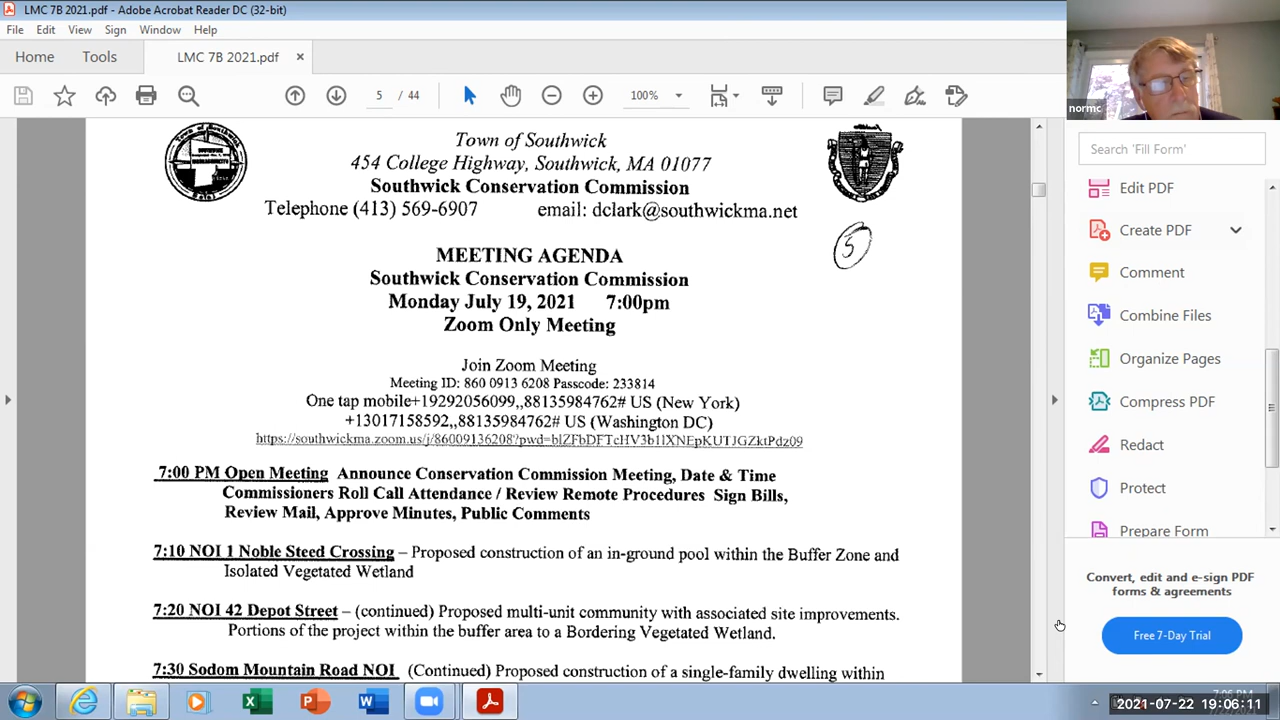 LMC 7B 2021.pdf - Adobe Acrobat Reader DC (32-bit)
File Edit View Sign Window Help
Home Tools LMC 7B 2021.pdf ×
5 / 44 100%
normc
Search 'Fill Form'
Edit PDF
Create PDF
Comment
Combine Files
Organize Pages
Compress PDF
Redact
Protect
Prepare Form
Convert, edit and e-sign PDF
forms & agreements
Free 7-Day Trial
Town of Southwick
454 College Highway, Southwick, MA 01077
Southwick Conservation Commission
Telephone (413) 569-6907 email: dclark@southwickma.net
5
MEETING AGENDA
Southwick Conservation Commission
Monday July 19, 2021 7:00pm
Zoom Only Meeting
Join Zoom Meeting
Meeting ID: 860 0913 6208 Passcode: 233814
One tap mobile+19292056099,,88135984762# US (New York)
+13017158592,,88135984762# US (Washington DC)
7:00 PM Open Meeting Announce Conservation Commission Meeting, Date & Time
Commissioners Roll Call Attendance / Review Remote Procedures Sign Bills,
Review Mail, Approve Minutes, Public Comments
7:10 NOI 1 Noble Steed Crossing – Proposed construction of an in-ground pool within the Buffer Zone and
Isolated Vegetated Wetland
7:20 NOI 42 Depot Street – (continued) Proposed multi-unit community with associated site improvements.
Portions of the project within the buffer area to a Bordering Vegetated Wetland.
7:30 Sodom Mountain Road NOI (Continued) Proposed construction of a single-family dwelling within
7:06 PM
2021-07-22 19:06:11